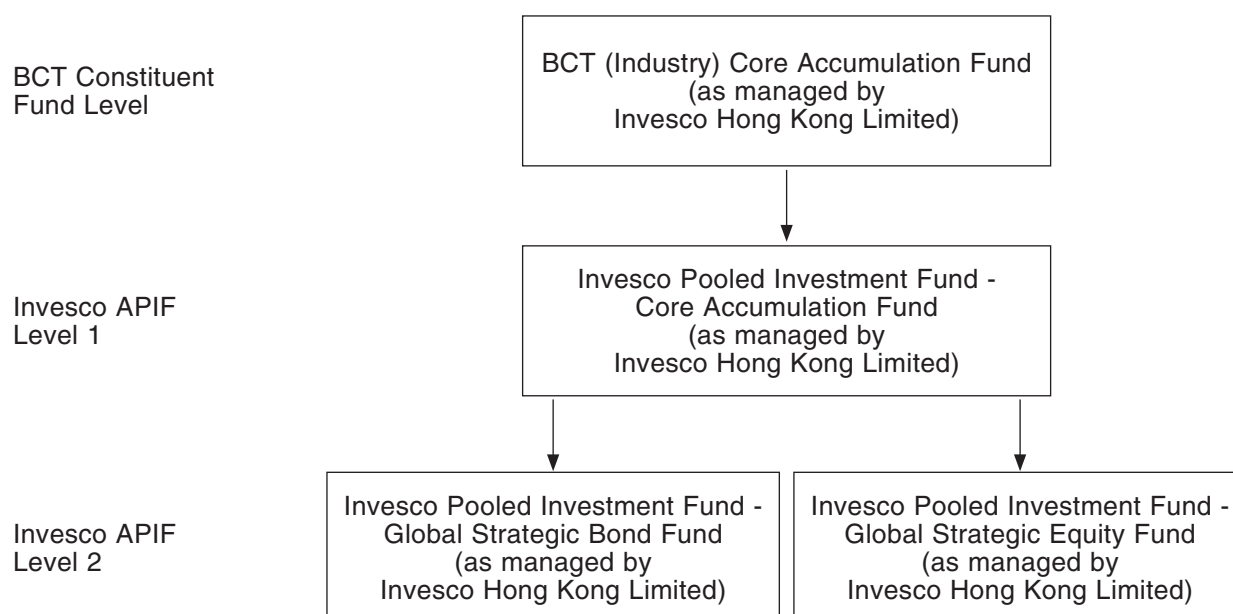 BCT Constituent
Fund Level
BCT (Industry) Core Accumulation Fund
(as managed by
Invesco Hong Kong Limited)
Invesco APIF
Level 1
Invesco Pooled Investment Fund -
Core Accumulation Fund
(as managed by
Invesco Hong Kong Limited)
Invesco APIF
Level 2
Invesco Pooled Investment Fund -
Global Strategic Bond Fund
(as managed by
Invesco Hong Kong Limited)
Invesco Pooled Investment Fund -
Global Strategic Equity Fund
(as managed by
Invesco Hong Kong Limited)